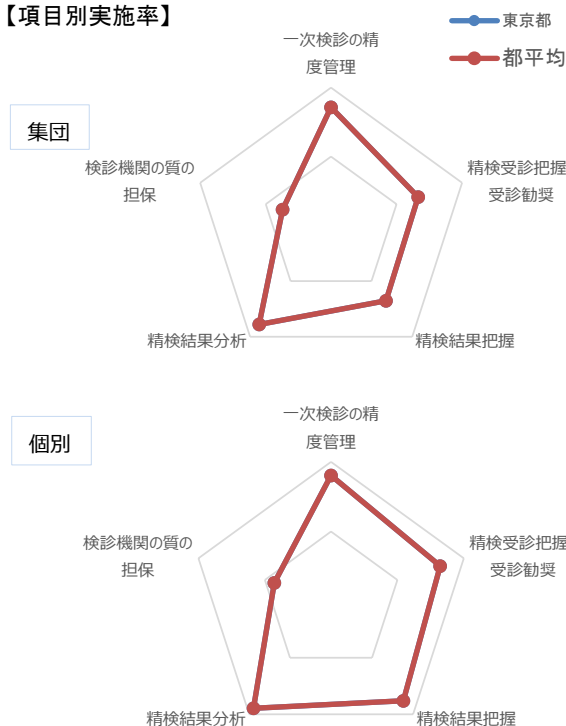 【項目別実施率】
東京都
都平均
集団
一次検診の精
度管理
精検受診把握
受診勧奨
検診機関の質の
担保
精検結果分析
精検結果把握
個別
一次検診の精
度管理
精検受診把握
受診勧奨
検診機関の質の
担保
精検結果分析
精検結果把握